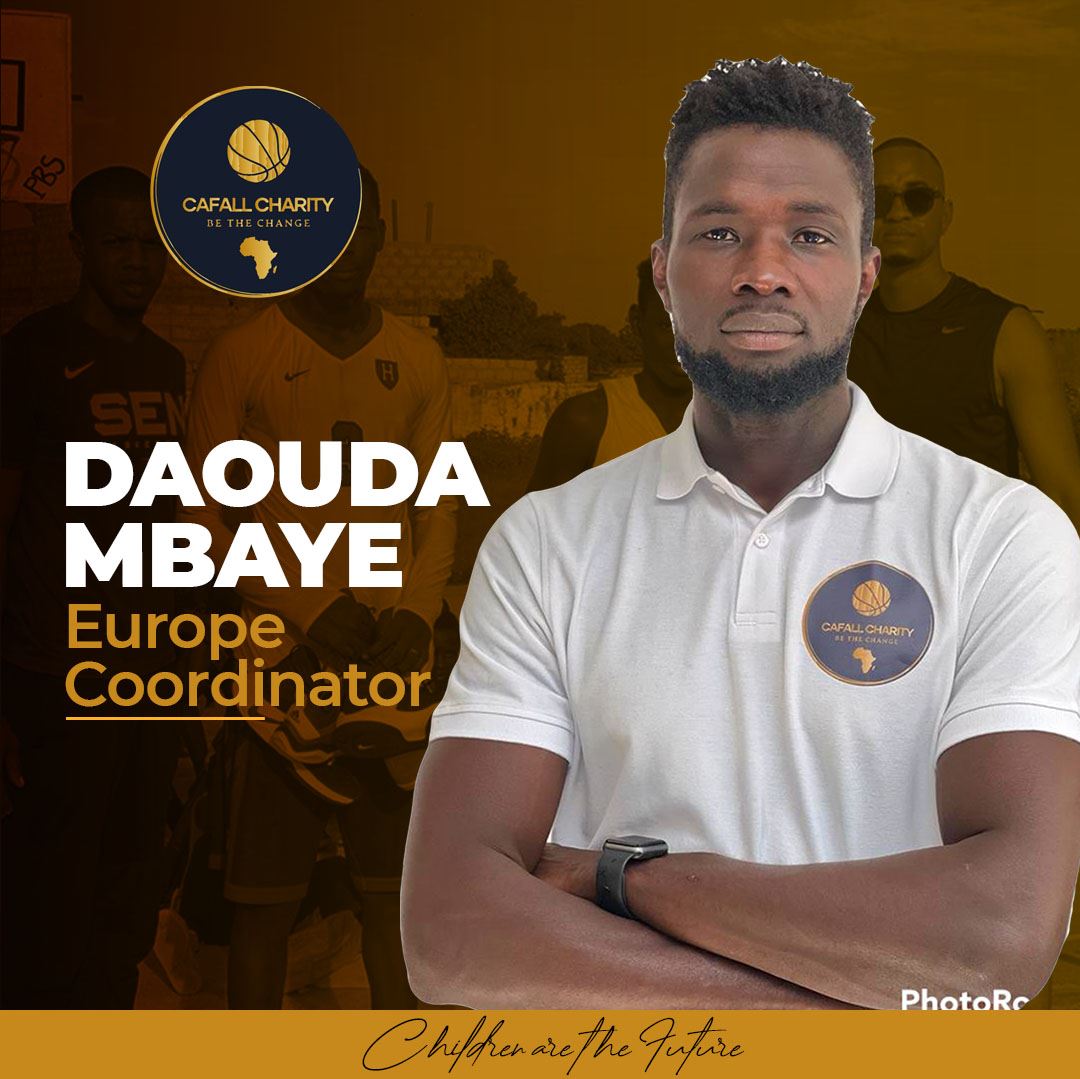 PBS
CAFALL CHARITY
BE THE CHANGE
H
SEN
DAOUDA
MBAYE
Europe
Coordinator
CAFALL CHARITY
BE THE CHANGE
PhotoRo
Children are the Future